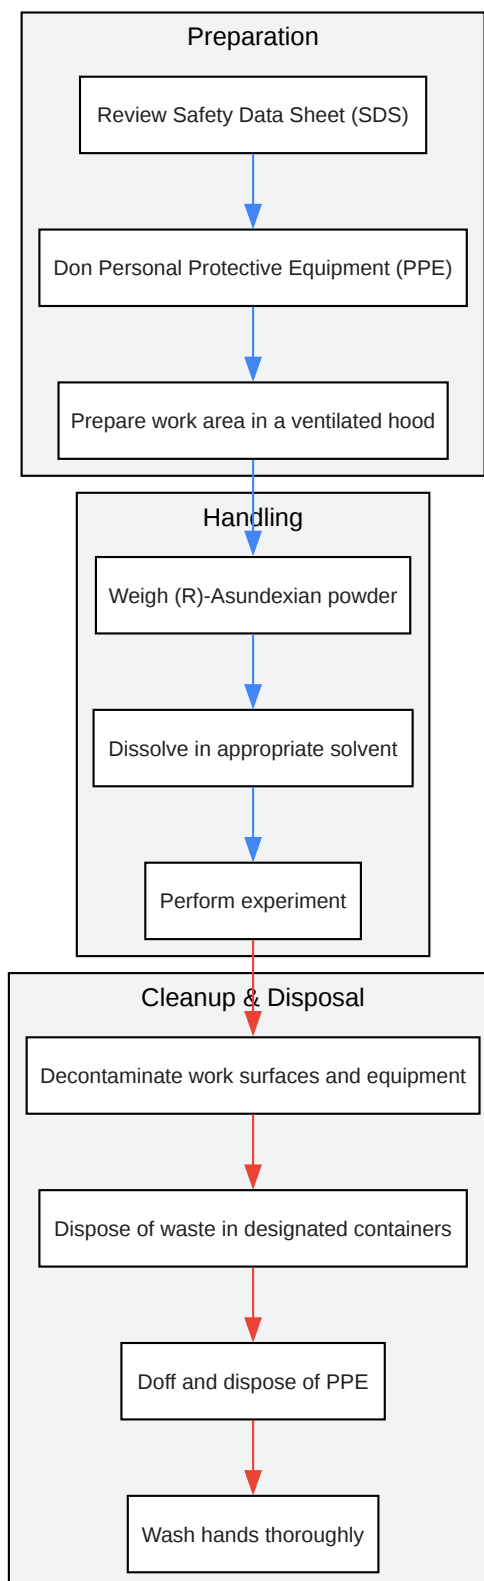 Preparation
Review Safety Data Sheet (SDS)
Don Personal Protective Equipment (PPE)
Prepare work area in a ventilated hood
Handling
Weigh (R)-Asundexian powder
Dissolve in appropriate solvent
Perform experiment
Cleanup & Disposal
Decontaminate work surfaces and equipment
Dispose of waste in designated containers
Doff and dispose of PPE
Wash hands thoroughly